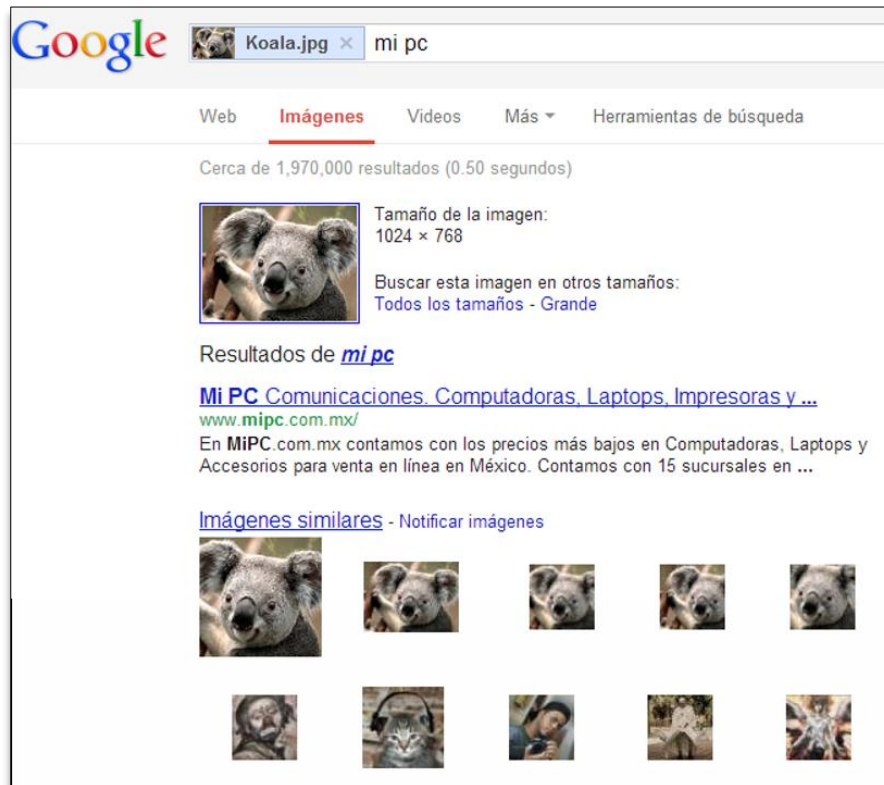 Google
Koala.jpg × mi pc
Web Imágenes Videos Más Herramientas de búsqueda
Cerca de 1,970,000 resultados (0.50 segundos)
Tamaño de la imagen:
1024 × 768
Buscar esta imagen en otros tamaños:
Todos los tamaños - Grande
Resultados de mi pc
Mi PC Comunicaciones. Computadoras, Laptops, Impresoras y ...
www.mipc.com.mx/
En MiPC.com.mx contamos con los precios más bajos en Computadoras, Laptops y
Accesorios para venta en línea en México. Contamos con 15 sucursales en ...
Imágenes similares - Notificar imágenes